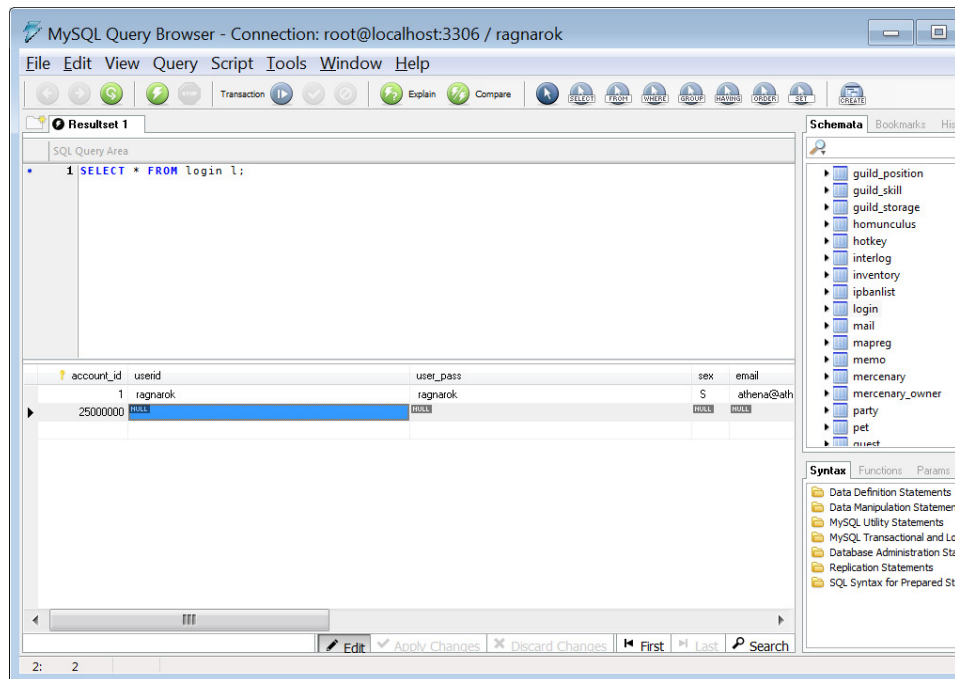 MySQL Query Browser - Connection: root@localhost:3306 / ragnarok
File Edit View Query Script Tools Window Help
Transaction Explain Compare SELECT FROM WHERE GROUP HAVING ORDER SET CREATE
Resultset 1
SQL Query Area
1 SELECT * FROM login l;
account_id userid user_pass sex email
1 ragnarok ragnarok S athena@ath
25000000 NULL NULL NULL NULL
Edit Apply Changes Discard Changes First Last Search
2: 2
Schemata Bookmarks His
guild_position
guild_skill
guild_storage
homunculus
hotkey
interlog
inventory
ipbanlist
login
mail
mapreg
memo
mercenary
mercenary_owner
party
pet
quest
Syntax Functions Params
Data Definition Statements
Data Manipulation Statemen
MySQL Utility Statements
MySQL Transactional and Lo
Database Administration Sta
Replication Statements
SQL Syntax for Prepared St